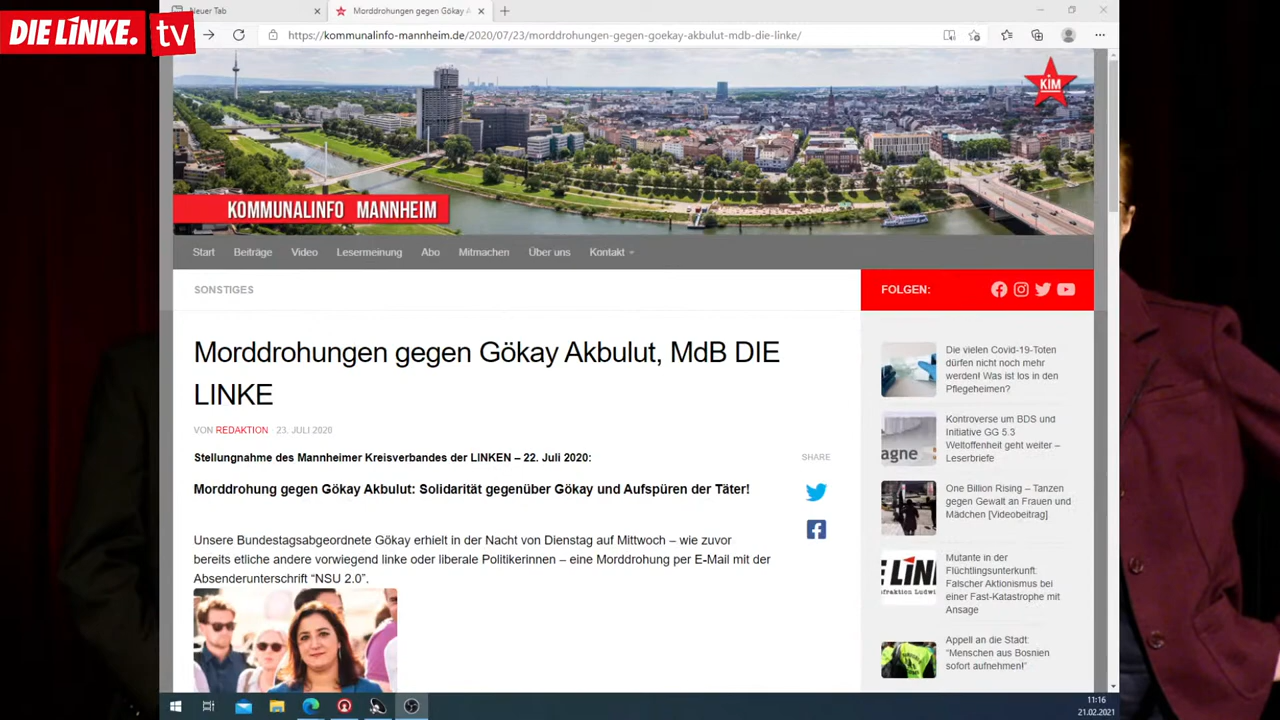 DIE LINKE. tv
Neuer Tab
Morddrohungen gegen Gökay A
https://kommunalinfo-mannheim.de/2020/07/23/morddrohungen-gegen-goekay-akbulut-mdb-die-linke/
KIM
KOMMUNALINFO MANNHEIM
Start Beiträge Video Lesermeinung Abo Mitmachen Über uns Kontakt
SONSTIGES
FOLGEN:
Morddrohungen gegen Gökay Akbulut, MdB DIE
LINKE
VON REDAKTION · 23. JULI 2020
Stellungnahme des Mannheimer Kreisverbandes der LINKEN – 22. Juli 2020:
SHARE
Morddrohung gegen Gökay Akbulut: Solidarität gegenüber Gökay und Aufspüren der Täter!
Unsere Bundestagsabgeordnete Gökay erhielt in der Nacht von Dienstag auf Mittwoch – wie zuvor
bereits etliche andere vorwiegend linke oder liberale Politikerinnen – eine Morddrohung per E-Mail mit der
Absenderunterschrift “NSU 2.0”.
Die vielen Covid-19-Toten
dürfen nicht noch mehr
werden! Was ist los in den
Pflegeheimen?
agne
Kontroverse um BDS und
Initiative GG 5.3
Weltoffenheit geht weiter –
Leserbriefe
One Billion Rising – Tanzen
gegen Gewalt an Frauen und
Mädchen [Videobeitrag]
Mutante in der
Flüchtlingsunterkunft.
Falscher Aktionismus bei
einer Fast-Katastrophe mit
Ansage
Appell an die Stadt:
“Menschen aus Bosnien
sofort aufnehmen!”
11:16
21.02.2021